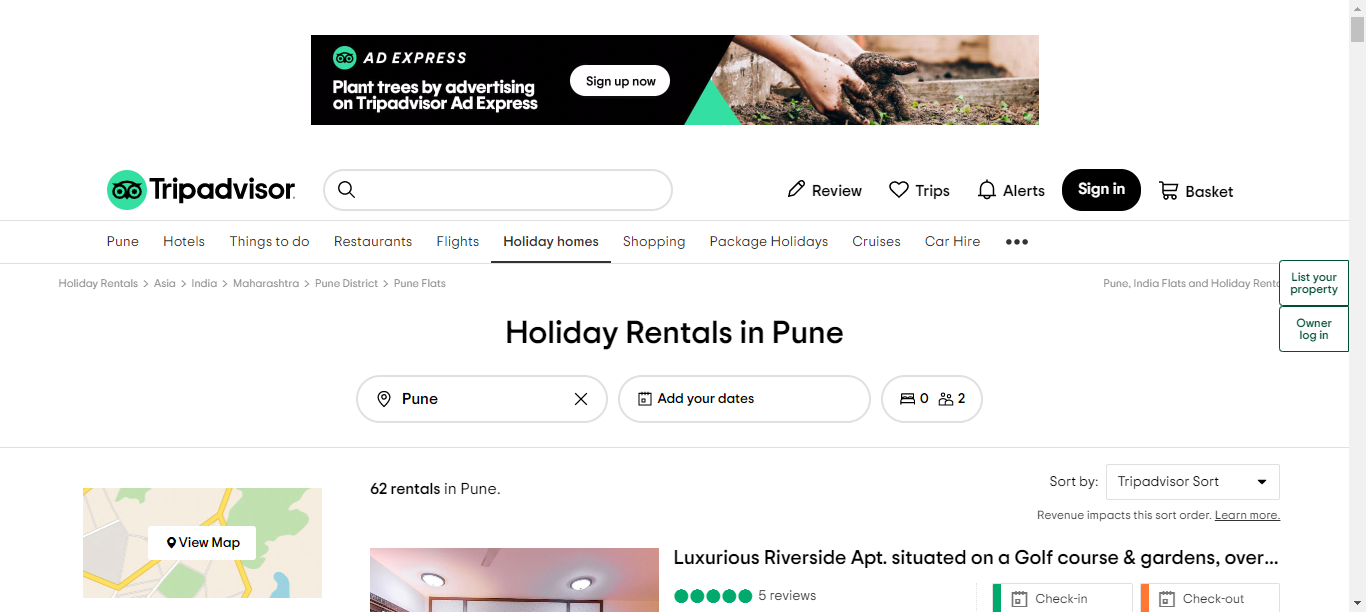 AD EXPRESS
Plant trees by advertising
on Tripadvisor Ad Express
Sign up now
Tripadvisor
Review
Trips
Alerts
Sign in
Basket
Pune
Hotels
Things to do
Restaurants
Flights
Holiday homes
Shopping
Package Holidays
Cruises
Car Hire
•••
Holiday Rentals > Asia > India > Maharashtra > Pune District > Pune Flats
Pune, India Flats and Holiday
List your
property
Owner
log in
Holiday Rentals in Pune
Pune
Add your dates
0
2
62 rentals in Pune.
Sort by:
Tripadvisor Sort
Revenue impacts this sort order. Learn more.
View Map
Luxurious Riverside Apt. situated on a Golf course & gardens, over...
5 reviews
Check-in
Check-out